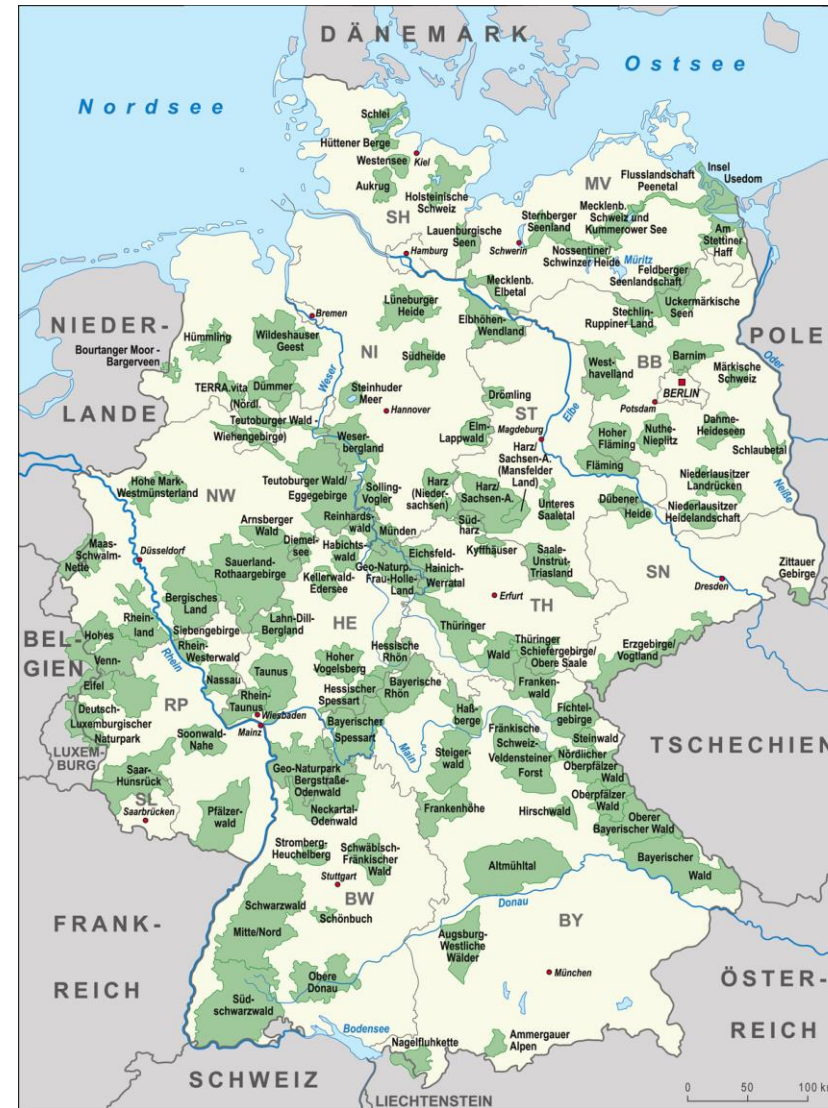 DÄNEMARK
Nordsee
Ostsee
Schlei
Hüttener Berge
Westensee
Kiel
Aukrug
Holsteinische
Schweiz
SH
MV
Flusslandschaft
Peenetal
Insel
Usedom
Mecklenb.
Schweiz und
Kummerower See
Sternberger
Seenland
Lauenburgische
Seen
Schwerin
Am
Stettiner
Haff
Hamburg
Nossentiner/
Schwinzer Heide
Müritz
Feldberger
Seenlandschaft
Mecklenb.
Elbetal
Uckermärkische
Seen
NIEDER-
LANDE
Bourtanger Moor -
Bargerveen
Hümmling
Bremen
Wildeshauser
Geest
Lüneburger
Heide
Elbhöhen-
Wendland
Stechlin-
Ruppiner Land
POLE
NI
Weser
Südheide
West-
havelland
BB
Barnim
Märkische
Schweiz
Oder
TERRA.vita
(Nördl.
Teutoburger Wald -
Wiehengebirge)
Dümmer
Steinhuder
Meer
Hannover
Drömling
ST
Elbe
BERLIN
Potsdam
Elm-
Lappwald
Magdeburg
Hoher
Fläming
Fläming
Nuthe-
Nieplitz
Dahme-
Heideseen
Schlaubetal
Weser-
bergland
Harz/
Sachsen-A.
(Mansfelder
Land)
Hohe Mark-
Westmünsterland
NW
Teutoburger Wald/
Eggegebirge
Solling-
Vogler
Harz
(Nieder-
sachsen)
Harz/
Sachsen-A.
Unteres
Saaletal
Dübener
Heide
Niederlausitzer
Landrücken
Niederlausitzer
Heidelandschaft
Neiße
Arnsberger
Wald
Reinhards-
wald
Münden
Süd-
harz
Maas-
Schwalm-
Nette
Düsseldorf
Diemel-
see
Habichts-
wald
Eichsfeld-
Hainich-
Werratal
Kyffhäuser
Saale-
Unstrut-
Triasland
SN
Zittauer
Gebirge
Sauerland-
Rothaargebirge
Kellerwald-
Edersee
Geo-Naturp.
Frau-Holle-
Land
Erfurt
Dresden
Bergisches
Land
TH
BEL-
GIEN
Rhein-
land
Siebengebirge
Lahn-Dill-
Bergland
HE
Thüringer
Wald
Thüringer
Schiefergebirge/
Obere Saale
Erzgebirge/
Vogtland
Hohes
Venn-
Eifel
Rhein
Rhein-
Westerwald
Hoher
Vogelsberg
Hessische
Rhön
Bayerische
Rhön
Franken-
wald
Nassau
Taunus
Hessischer
Spessart
Deutsch-
Luxemburgischer
Naturpark
RP
Rhein-
Taunus
Wiesbaden
Mainz
Bayerischer
Spessart
Haß-
berge
Fichtel-
gebirge
LUXEM-
BURG
Soonwald-
Nahe
Main
Steiger-
wald
Fränkische
Schweiz-
Veldensteiner
Forst
Steinwald
Nördlicher
Oberpfälzer
Wald
TSCHECHIEN
Saar-
Hunsrück
SL
Saarbrücken
Geo-Naturpark
Bergstraße-
Odenwald
Neckartal-
Odenwald
Frankenhöhe
Hirschwald
Oberpfälzer
Wald
Oberer
Bayerischer Wald
Pfälzer-
wald
Stromberg-
Heuchelberg
Schwäbisch-
Fränkischer
Wald
Altmühltal
Bayerischer
Wald
Stuttgart
BW
Donau
FRANK-
REICH
Schwarzwald
Mitte/Nord
Schönbuch
BY
Augsburg-
Westliche
Wälder
München
Obere
Donau
Süd-
schwarzwald
ÖSTER-
REICH
Bodensee
Nagelfluhkette
Ammergauer
Alpen
SCHWEIZ
LIECHTENSTEIN
0 50 100 km